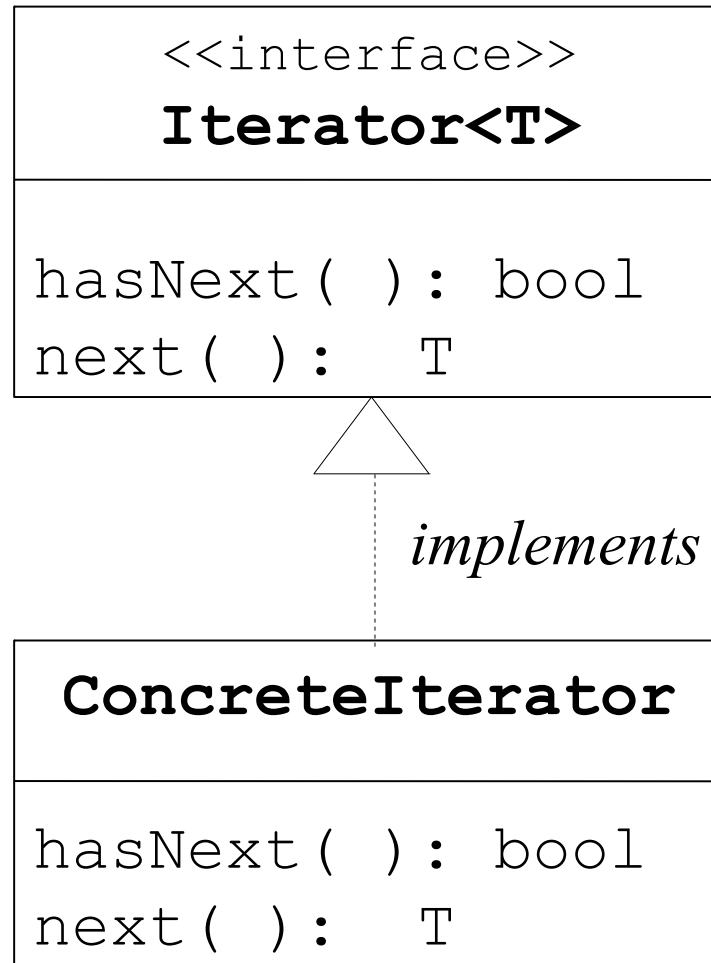 <<interface>>
Iterator<T>
hasNext( ): bool
next( ): T
implements
ConcreteIterator
hasNext( ): bool
next( ): T